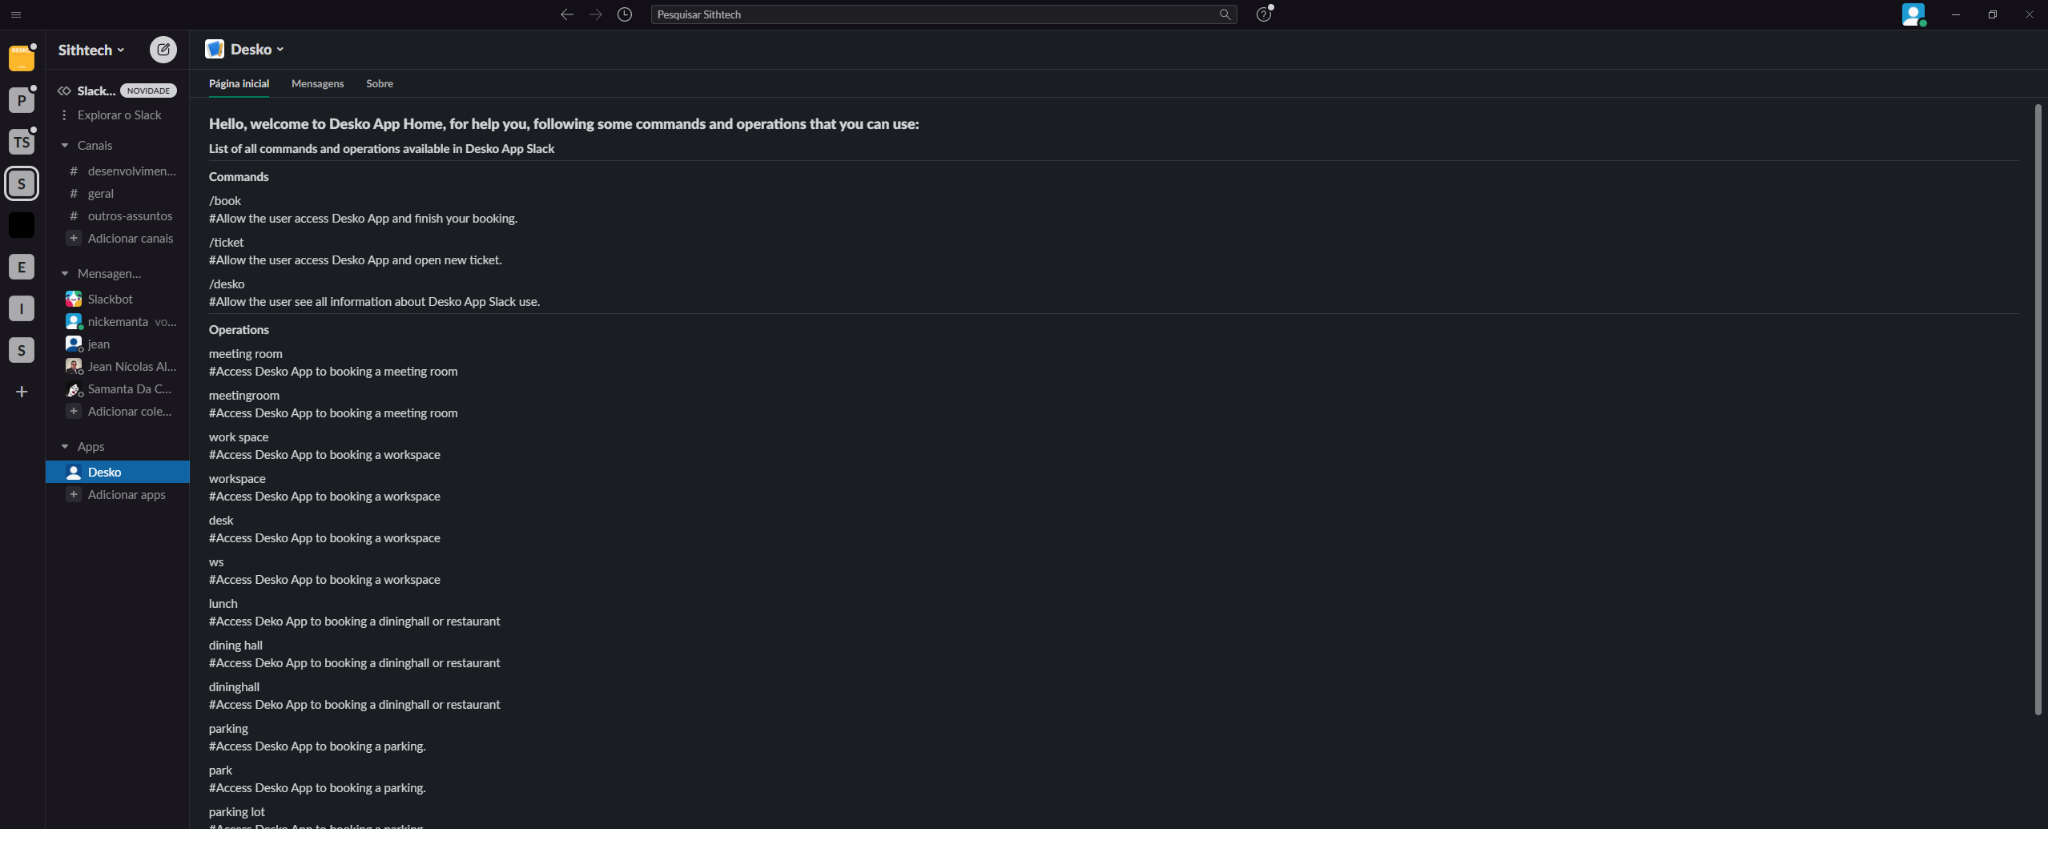 Pesquisar Sithtech
Sithtech
Desko
P
TS
S
E
I
S
Slack... NOVIDADE
Explorar o Slack
Canais
# desenvolvimen...
# geral
# outros-assuntos
+ Adicionar canais
Mensagen...
Slackbot
nickemanta vo...
jean
Jean Nícolas Al...
Samanta Da C...
+ Adicionar cole...
Apps
Desko
+ Adicionar apps
Página inicial Mensagens Sobre
Hello, welcome to Desko App Home, for help you, following some commands and operations that you can use:
List of all commands and operations available in Desko App Slack
Commands
/book
#Allow the user access Desko App and finish your booking.
/ticket
#Allow the user access Desko App and open new ticket.
/desko
#Allow the user see all information about Desko App Slack use.
Operations
meeting room
#Access Desko App to booking a meeting room
meetingroom
#Access Desko App to booking a meeting room
work space
#Access Desko App to booking a workspace
workspace
#Access Desko App to booking a workspace
desk
#Access Desko App to booking a workspace
ws
#Access Desko App to booking a workspace
lunch
#Access Deko App to booking a dininghall or restaurant
dining hall
#Access Deko App to booking a dininghall or restaurant
dininghall
#Access Deko App to booking a dininghall or restaurant
parking
#Access Desko App to booking a parking.
park
#Access Desko App to booking a parking.
parking lot
#Access Desko App to booking a parking